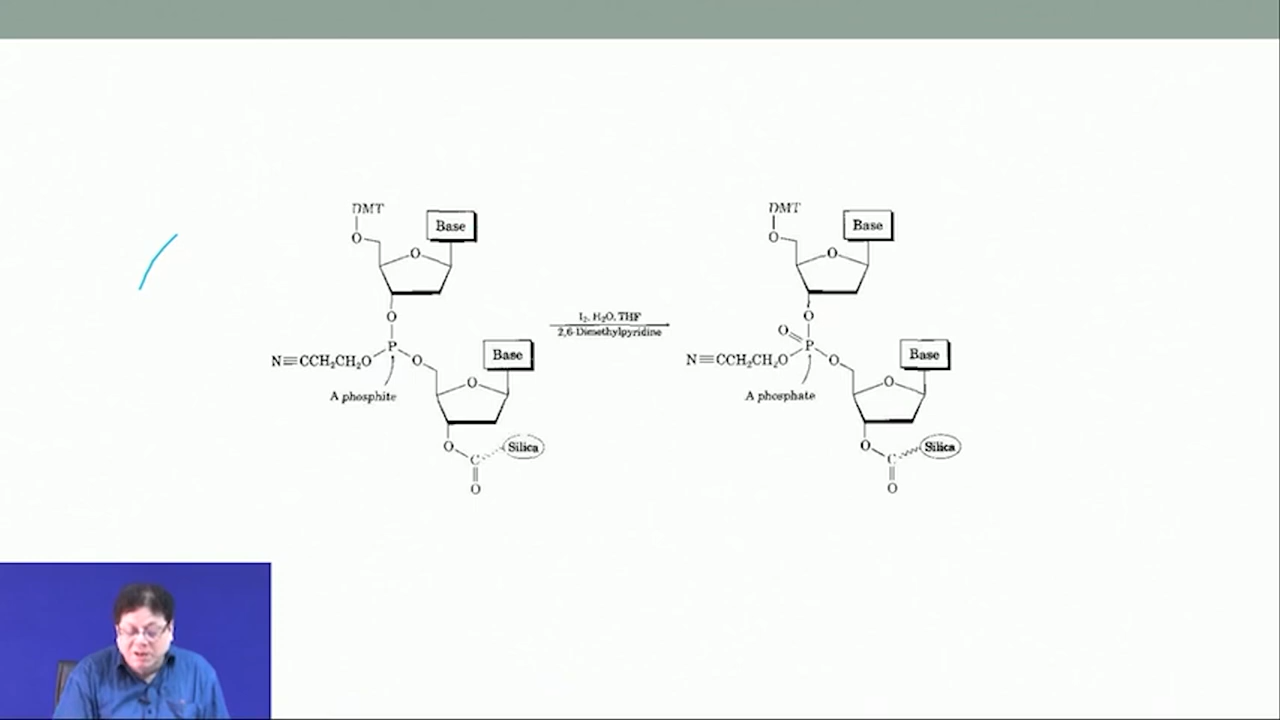 DMT
Base
O
O
O
P
N≡CCH₂CH₂O
O
Base
A phosphite
O
O
Silica
C
O
I₂, H₂O, THF
2,6-Dimethylpyridine
DMT
Base
O
O
O
O
P
N≡CCH₂CH₂O
O
Base
A phosphate
O
O
Silica
C
O